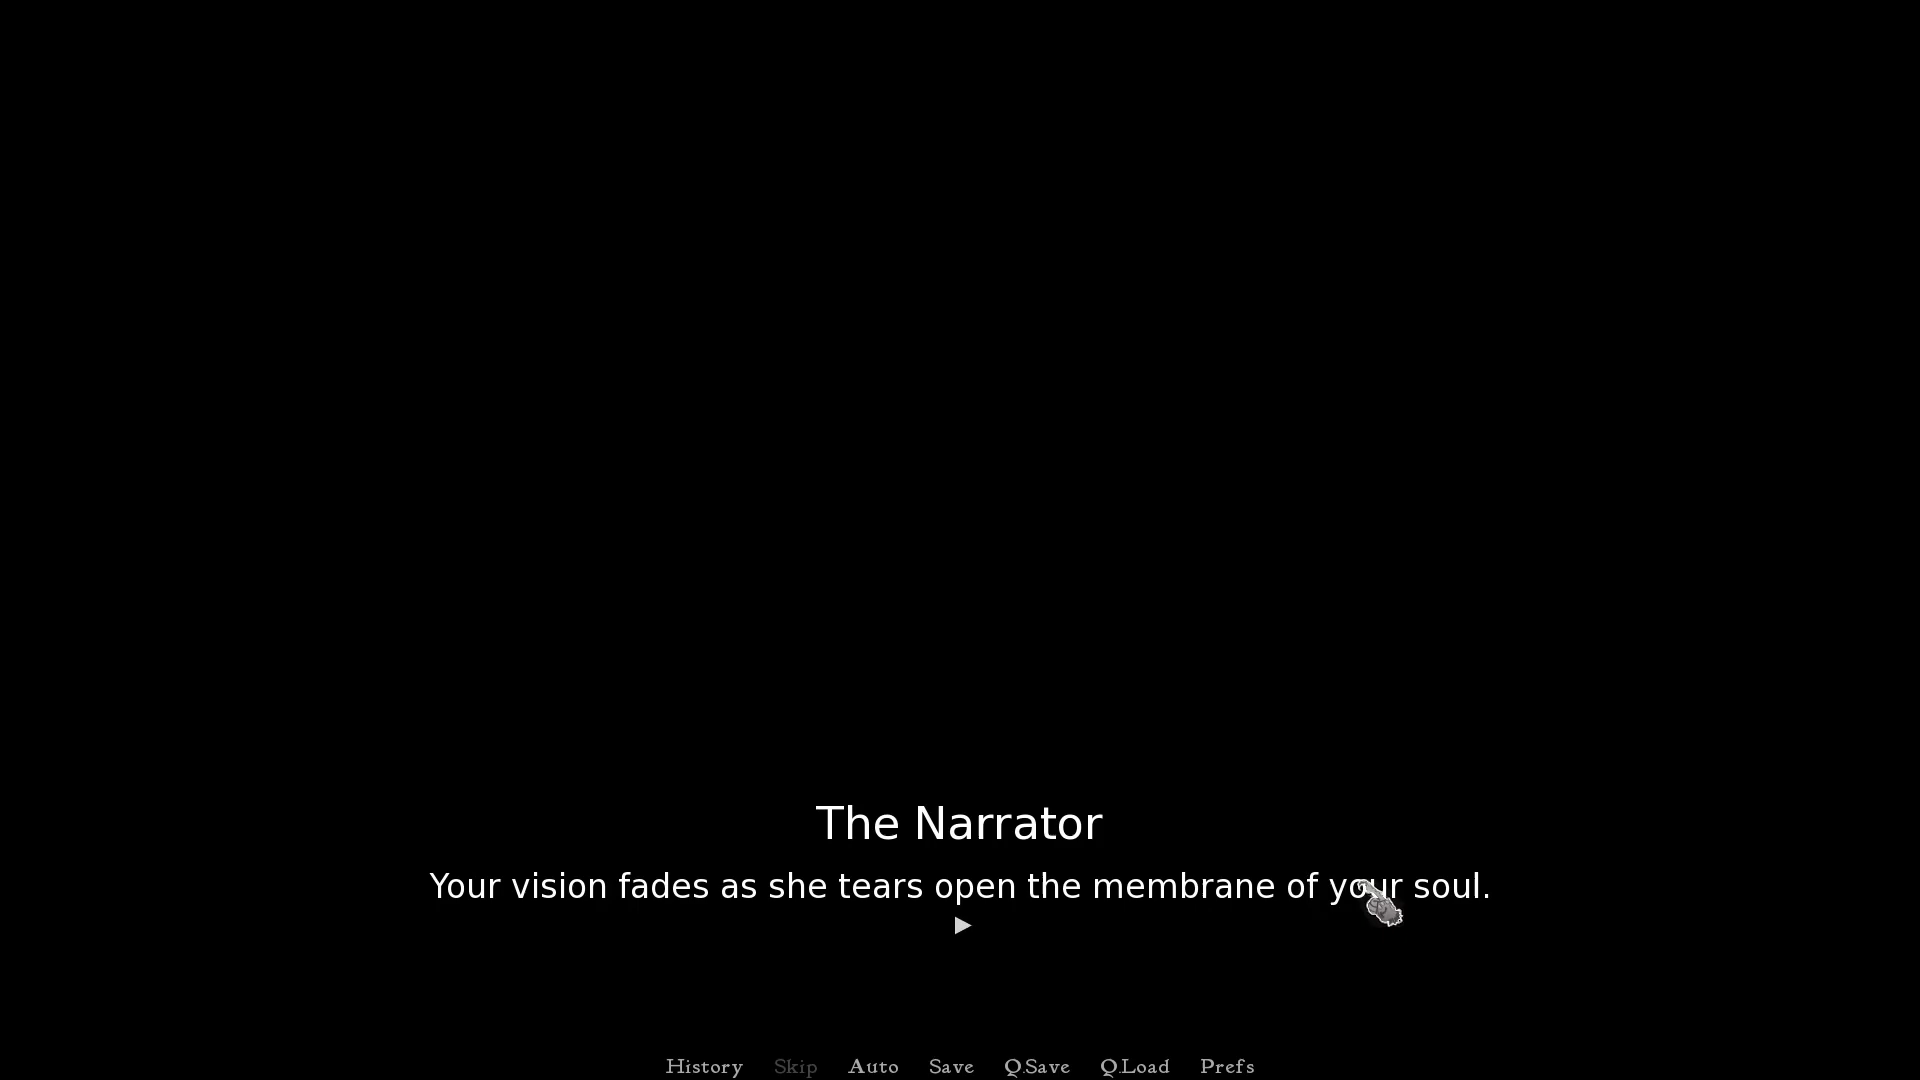 The Narrator
Your vision fades as she tears open the membrane of your soul.
History Skip Auto Save Q.Save Q.Load Prefs